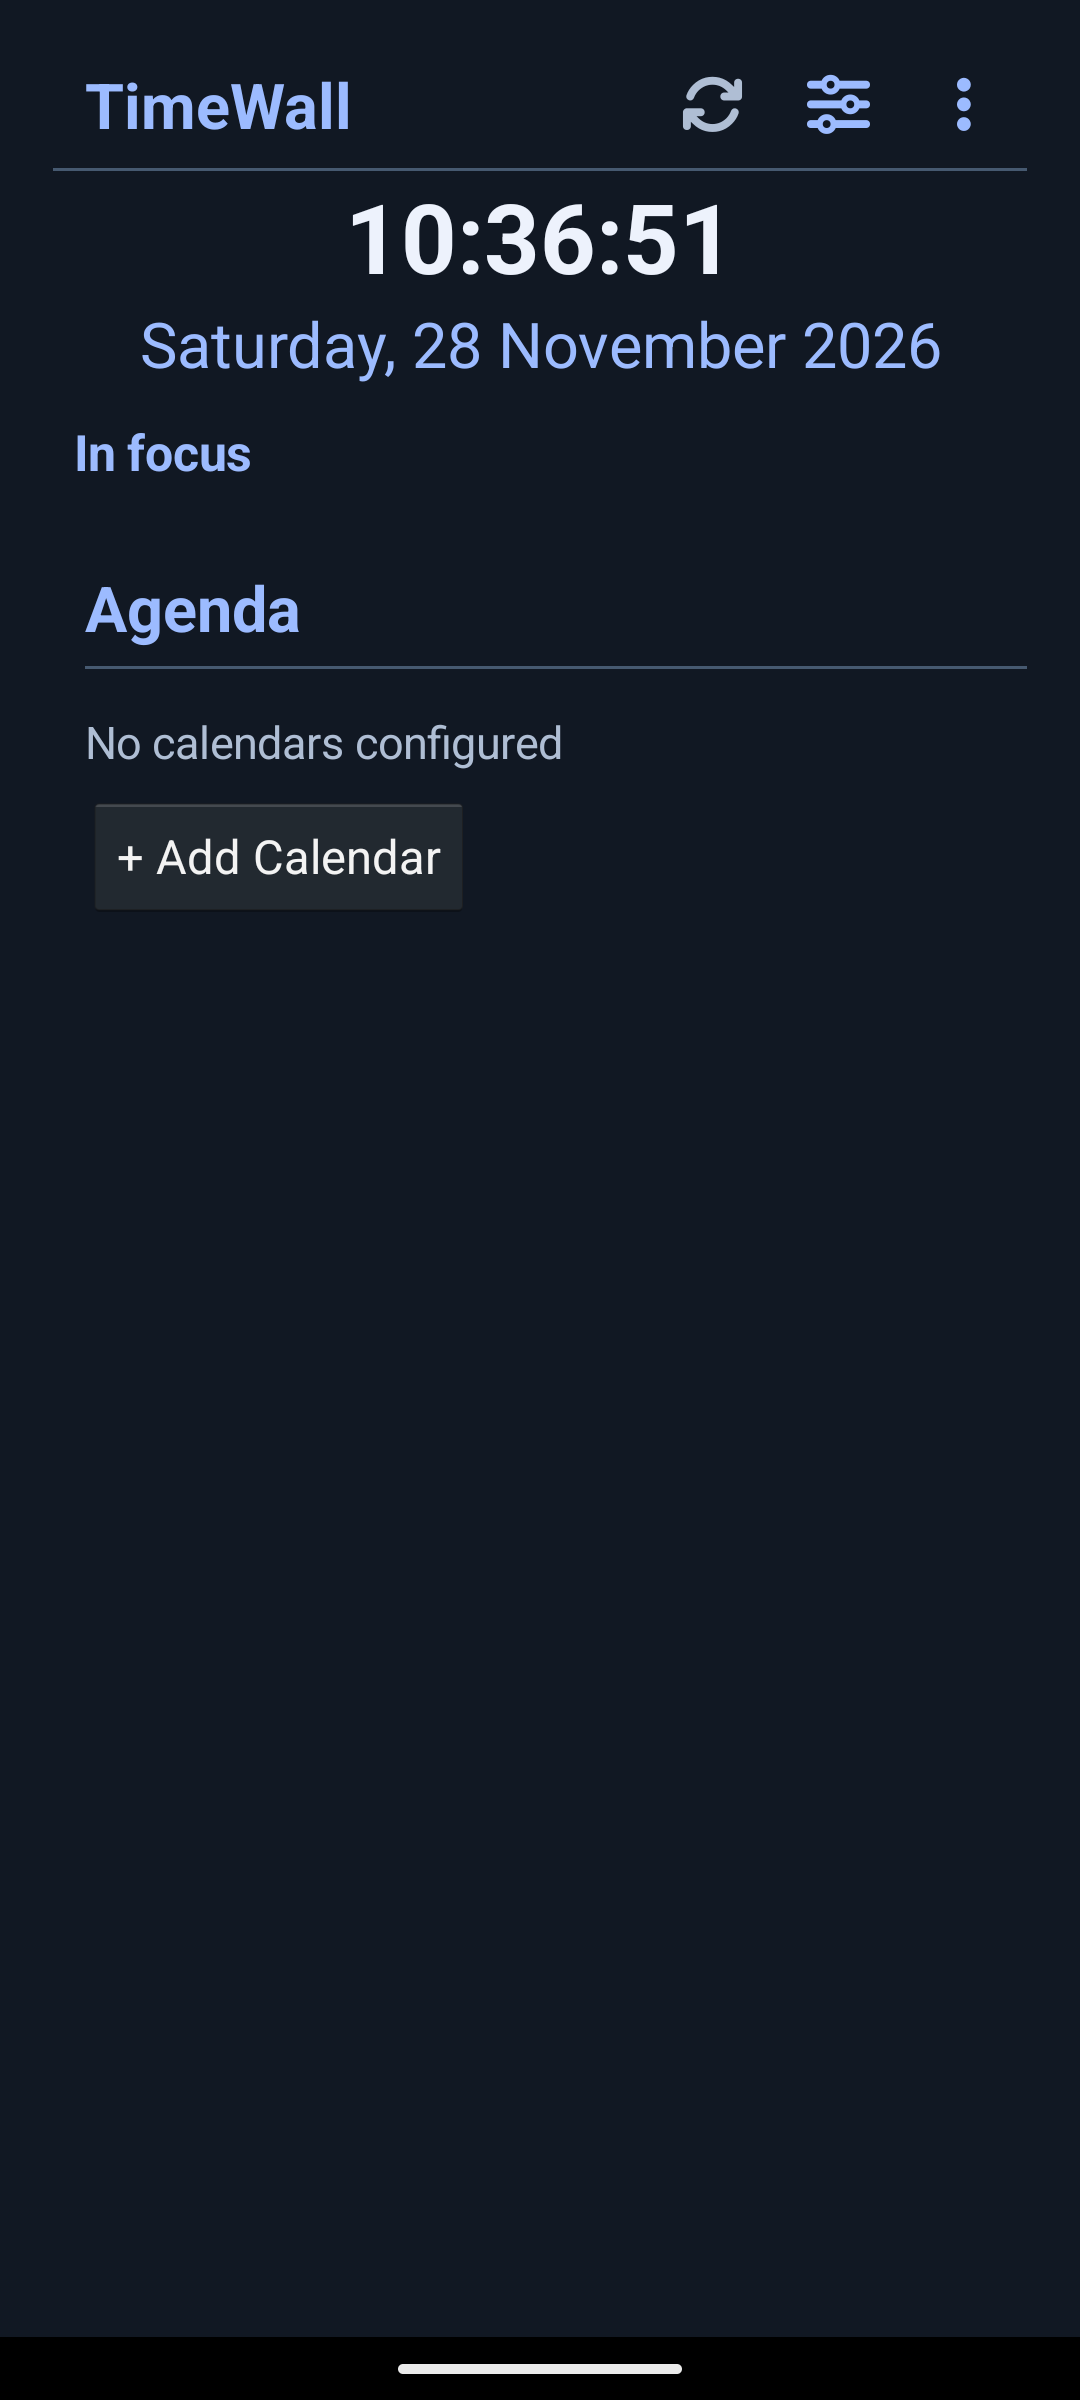 TimeWall
10:36:51
Saturday, 28 November 2026
In focus
Agenda
No calendars configured
+ Add Calendar